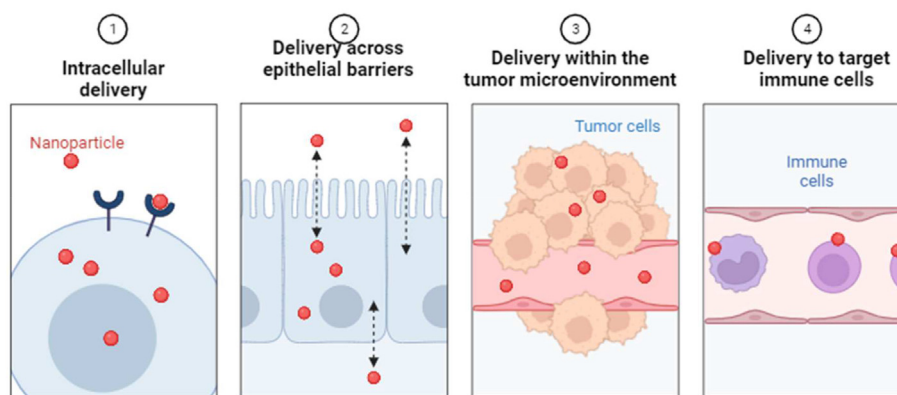 1
Intracellular
delivery
Nanoparticle
2
Delivery across
epithelial barriers
3
Delivery within the
tumor microenvironment
Tumor cells
4
Delivery to target
immune cells
Immune
cells